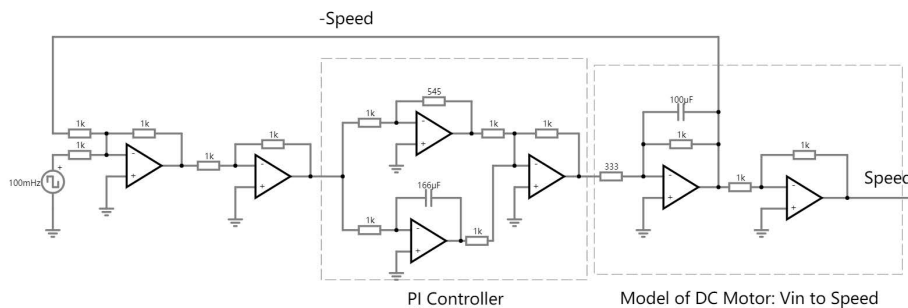 -Speed
1k
1k
1k
100mHz
+
-
+
1k
1k
-
+
1k
545
-
+
1k
1k
1k
166µF
-
+
1k
-
+
333
100µF
1k
-
+
1k
1k
-
+
Speed
PI Controller
Model of DC Motor: Vin to Speed